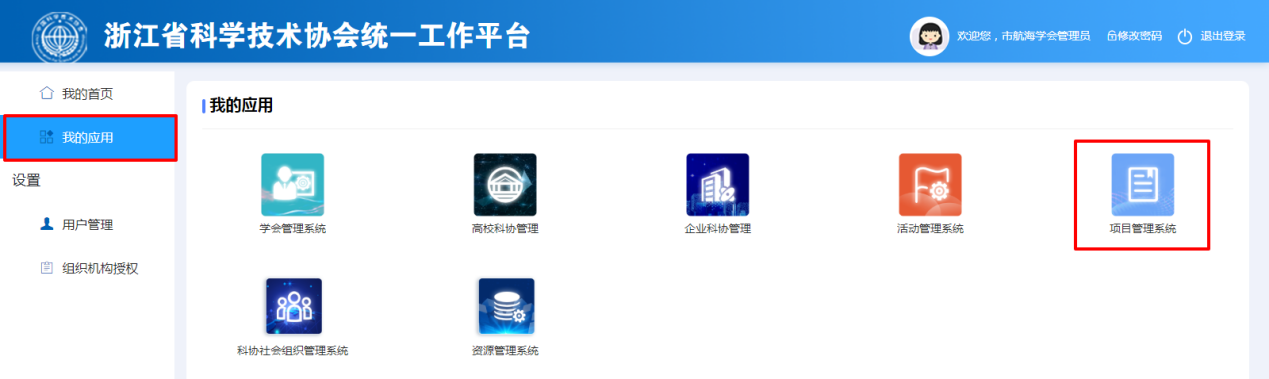 浙江省科学技术协会统一工作平台
欢迎您，市航海学会管理员 修改密码 退出登录
我的首页
我的应用
设置
用户管理
组织机构授权
我的应用
学会管理系统 高校科协管理 企业科协管理 活动管理系统 项目管理系统
科协社会组织管理系统 资源管理系统